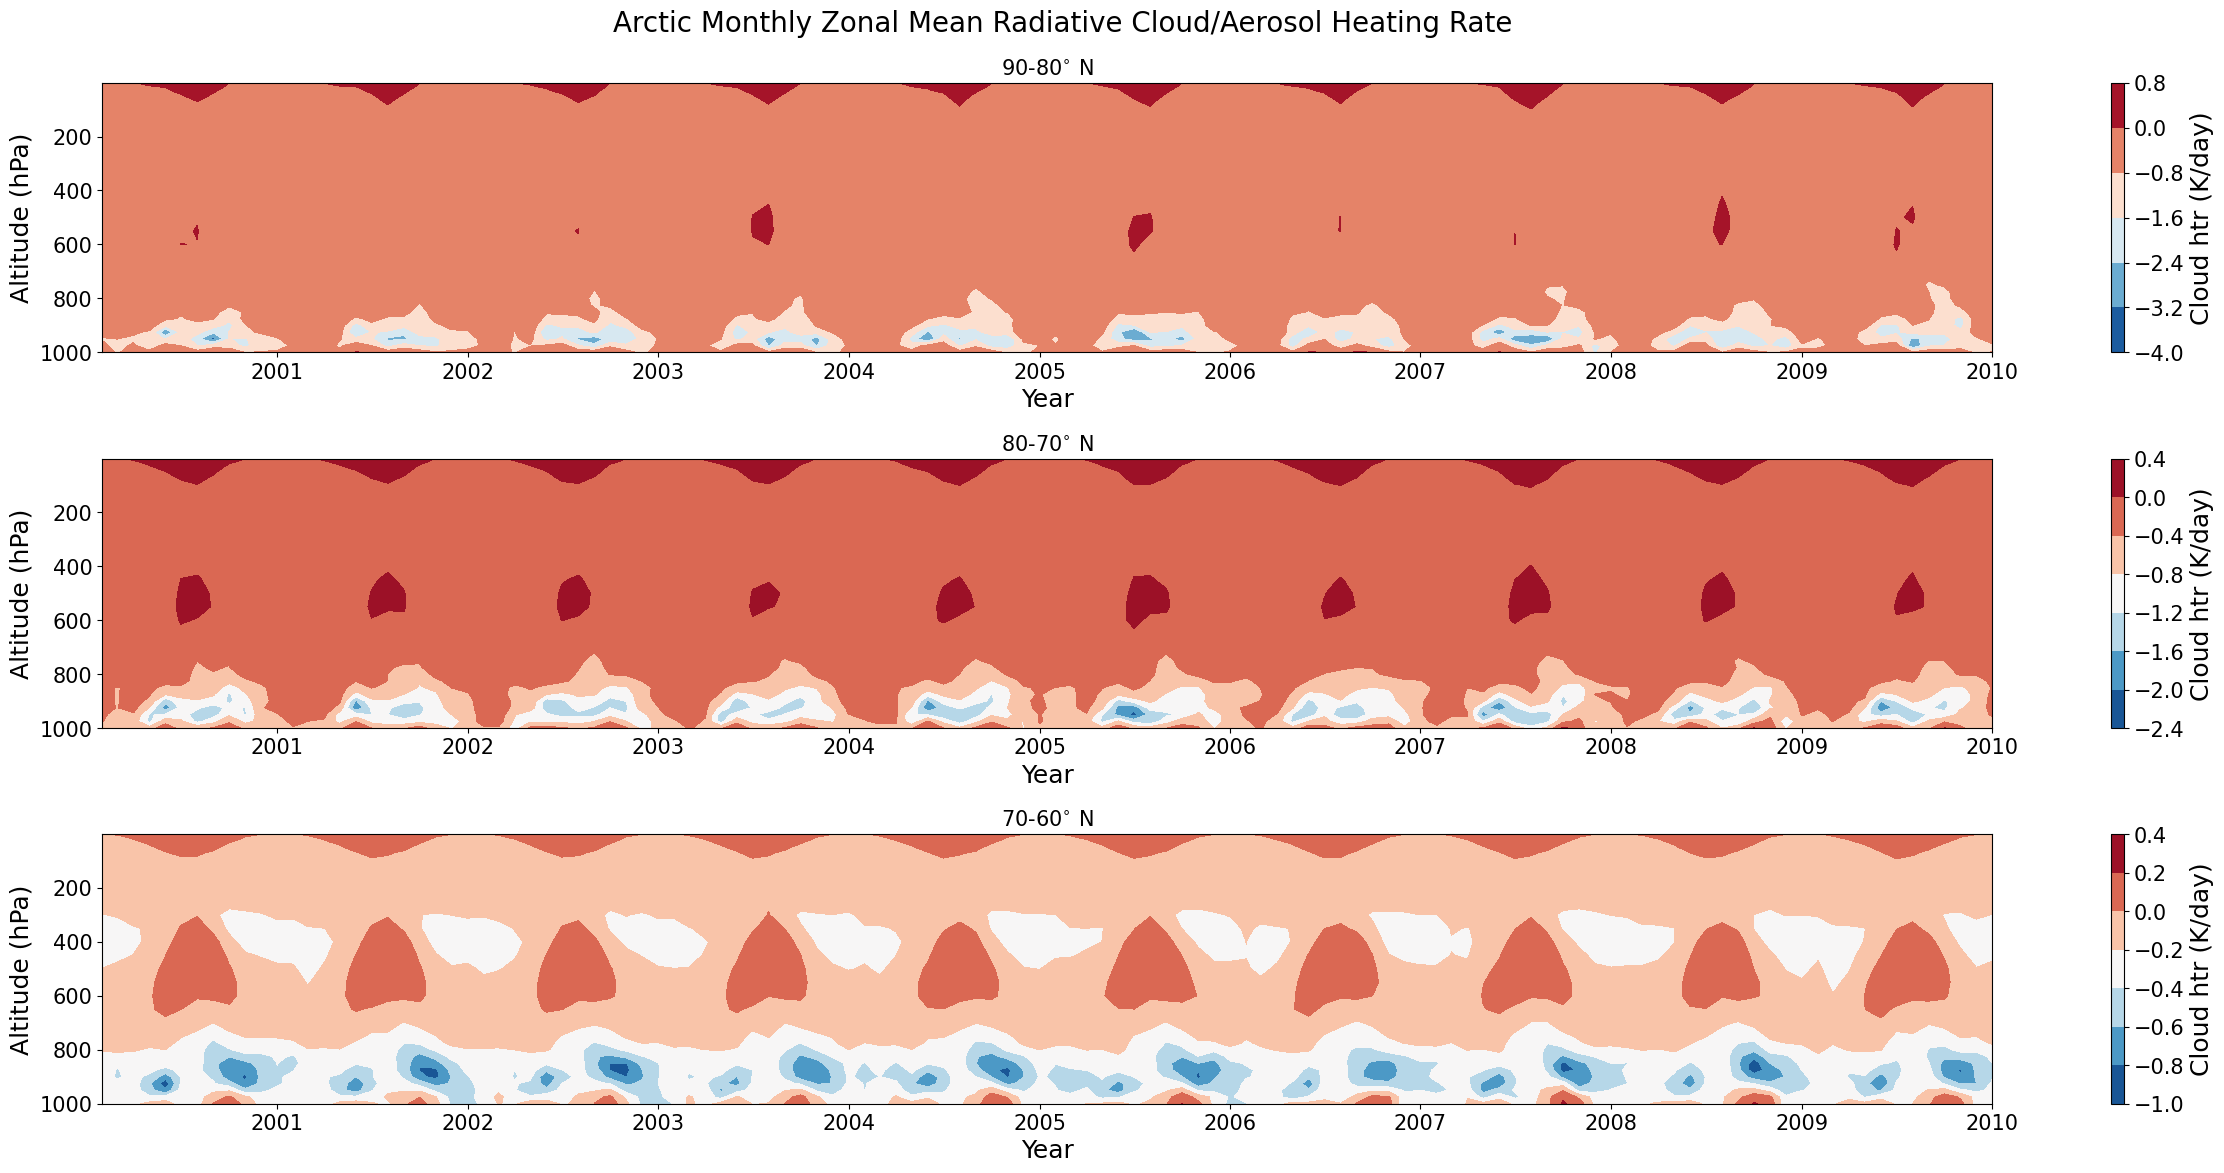 Arctic Monthly Zonal Mean Radiative Cloud/Aerosol Heating Rate
90-80° N
Altitude (hPa)
200
400
600
800
1000
2001 2002 2003 2004 2005 2006 2007 2008 2009 2010
Year
0.8
0.0
−0.8
−1.6
−2.4
−3.2
−4.0
Cloud htr (K/day)
80-70° N
Altitude (hPa)
200
400
600
800
1000
2001 2002 2003 2004 2005 2006 2007 2008 2009 2010
Year
0.4
0.0
−0.4
−0.8
−1.2
−1.6
−2.0
−2.4
Cloud htr (K/day)
70-60° N
Altitude (hPa)
200
400
600
800
1000
2001 2002 2003 2004 2005 2006 2007 2008 2009 2010
Year
0.4
0.2
0.0
−0.2
−0.4
−0.6
−0.8
−1.0
Cloud htr (K/day)